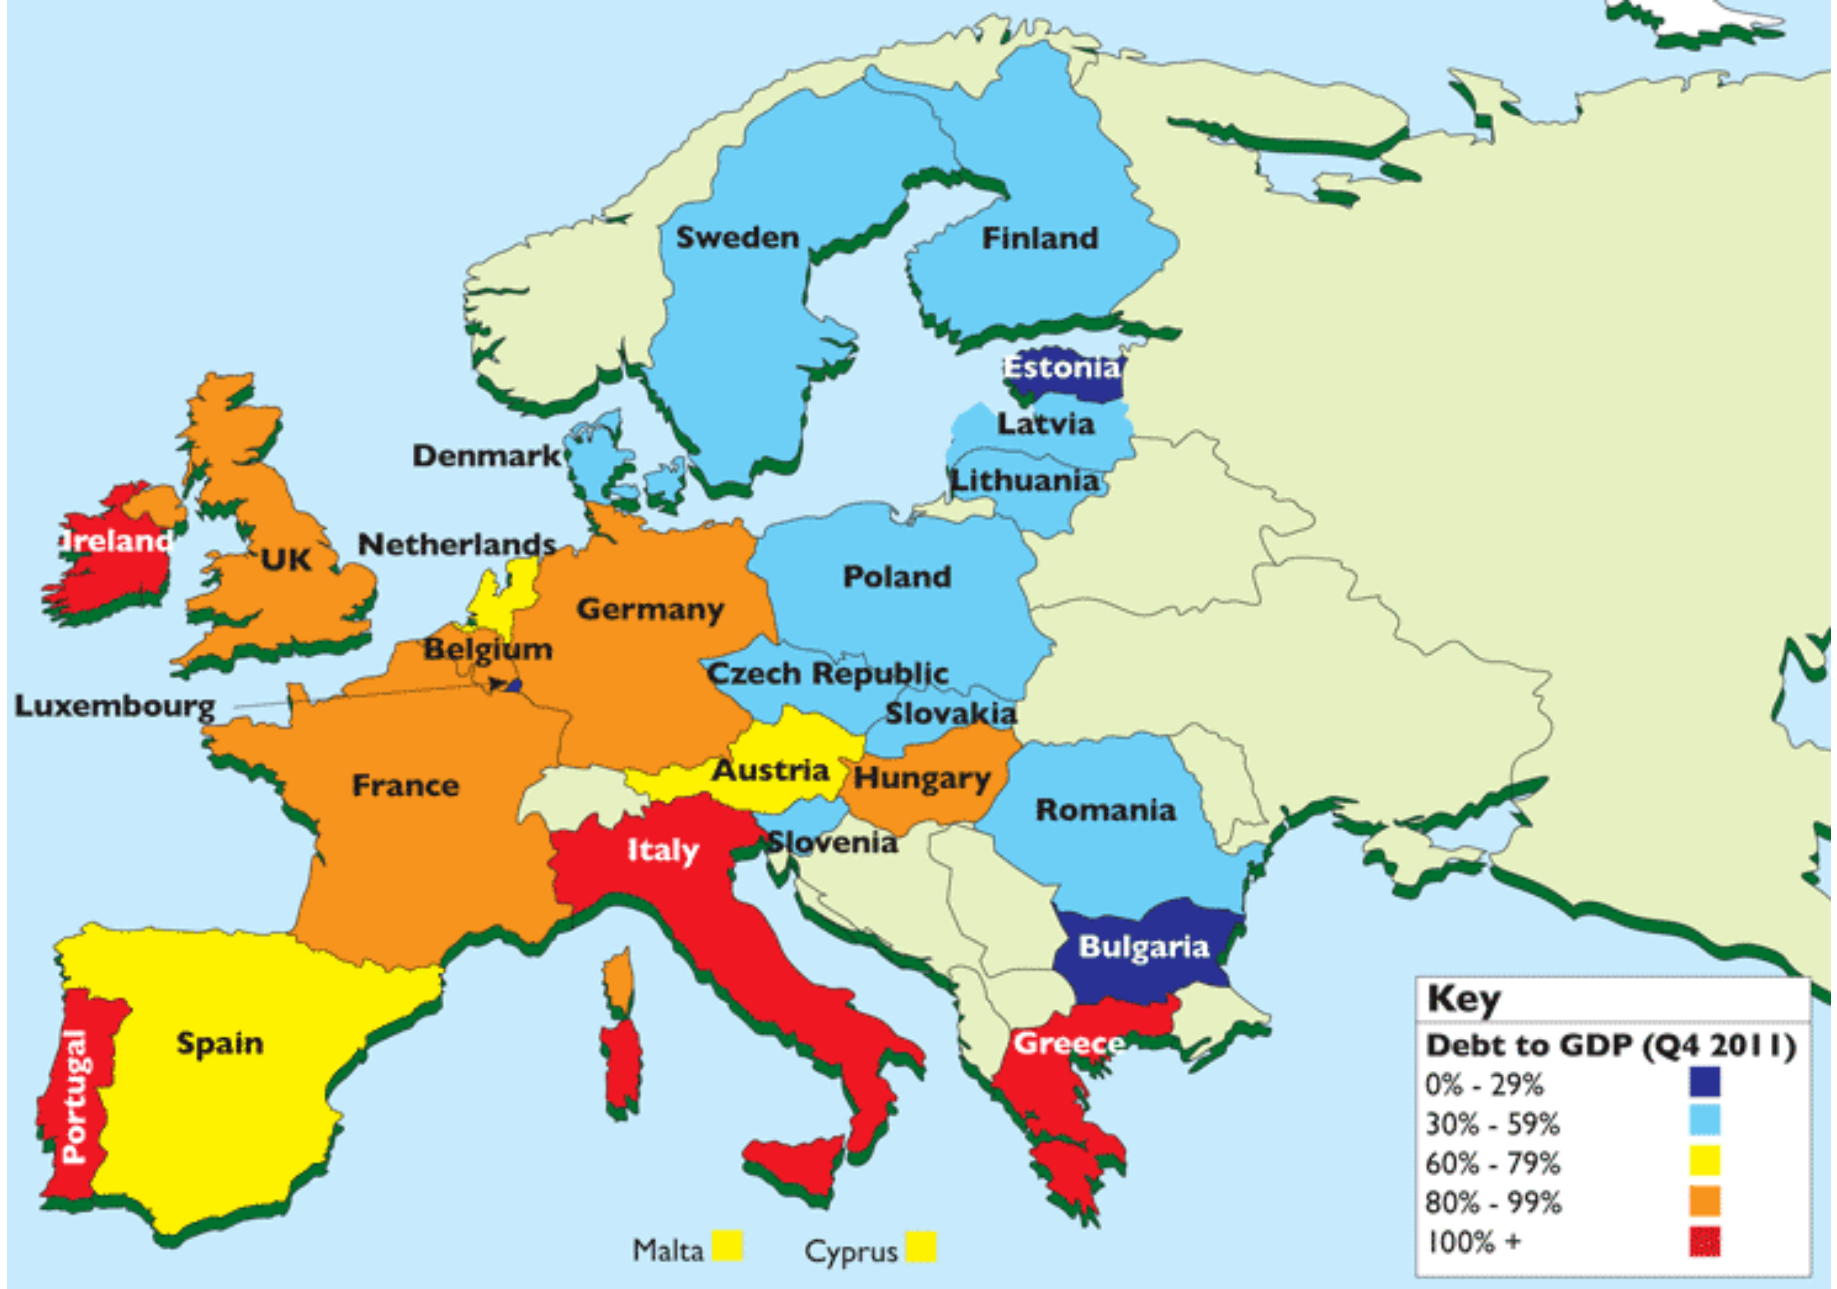 Sweden
Finland
Estonia
Latvia
Denmark
Lithuania
Ireland
UK
Netherlands
Poland
Germany
Belgium
Czech Republic
Luxembourg
Slovakia
Austria
Hungary
France
Romania
Italy
Slovenia
Bulgaria
Spain
Portugal
Greece
Malta
Cyprus
Key
Debt to GDP (Q4 2011)
0% - 29%
30% - 59%
60% - 79%
80% - 99%
100% +